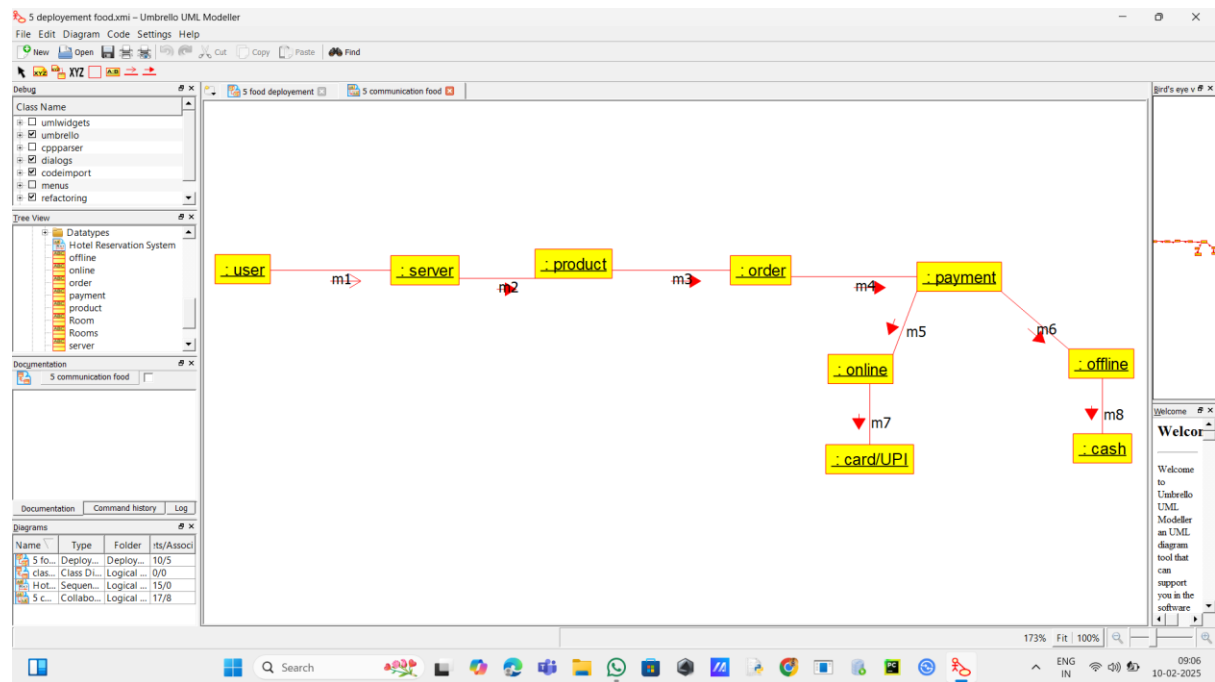 5 deployement food.xmi – Umbrello UML Modeller
File Edit Diagram Code Settings Help
New Open Cut Copy Paste Find
XYZ XYZ A:B
Debug
5 food deployement 5 communication food
Bird's eye v
Class Name
umlwidgets
umbrello
cppparser
dialogs
codeimport
menus
refactoring
Tree View
Datatypes
Hotel Reservation System
offline
online
order
payment
product
Room
Rooms
server
: user
m1
: server
m2
: product
m3
: order
m4
: payment
m5
m6
: online
: offline
m7
m8
: card/UPI
: cash
Documentation
5 communication food
Documentation Command history Log
Diagrams
Name Type Folder ts/Associ
5 fo... Deploy... Deploy... 10/5
clas... Class Di... Logical ... 0/0
Hot... Sequen... Logical ... 15/0
5 c... Collabo... Logical ... 17/8
Welcome
Welcor
Welcome
to
Umbrello
UML
Modeller
an UML
diagram
tool that
can
support
you in the
software
173% Fit 100%
Search
ENG
IN
09:06
10-02-2025